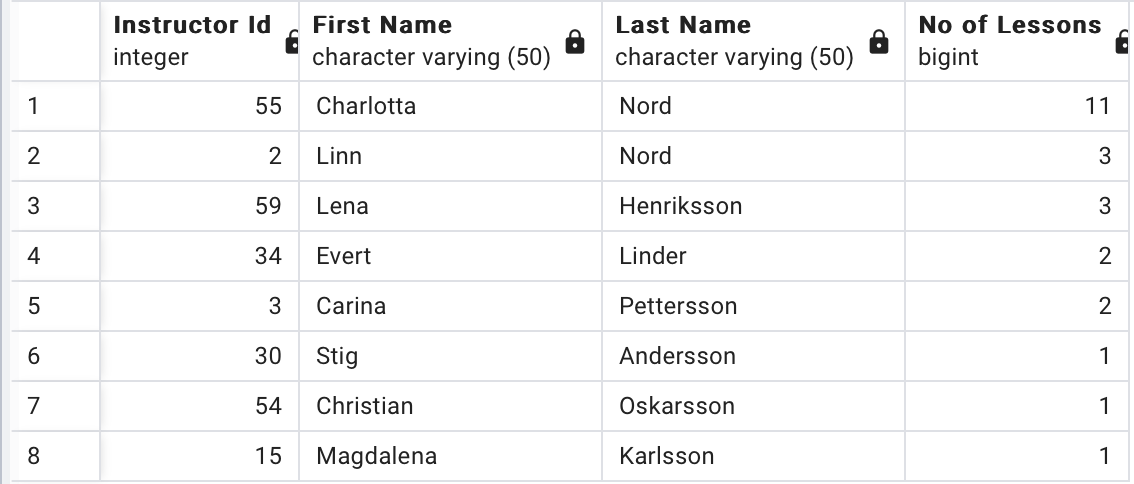 Instructor Id First Name Last Name No of Lessons
integer character varying (50) character varying (50) bigint
1 55 Charlotta Nord 11
2 2 Linn Nord 3
3 59 Lena Henriksson 3
4 34 Evert Linder 2
5 3 Carina Pettersson 2
6 30 Stig Andersson 1
7 54 Christian Oskarsson 1
8 15 Magdalena Karlsson 1